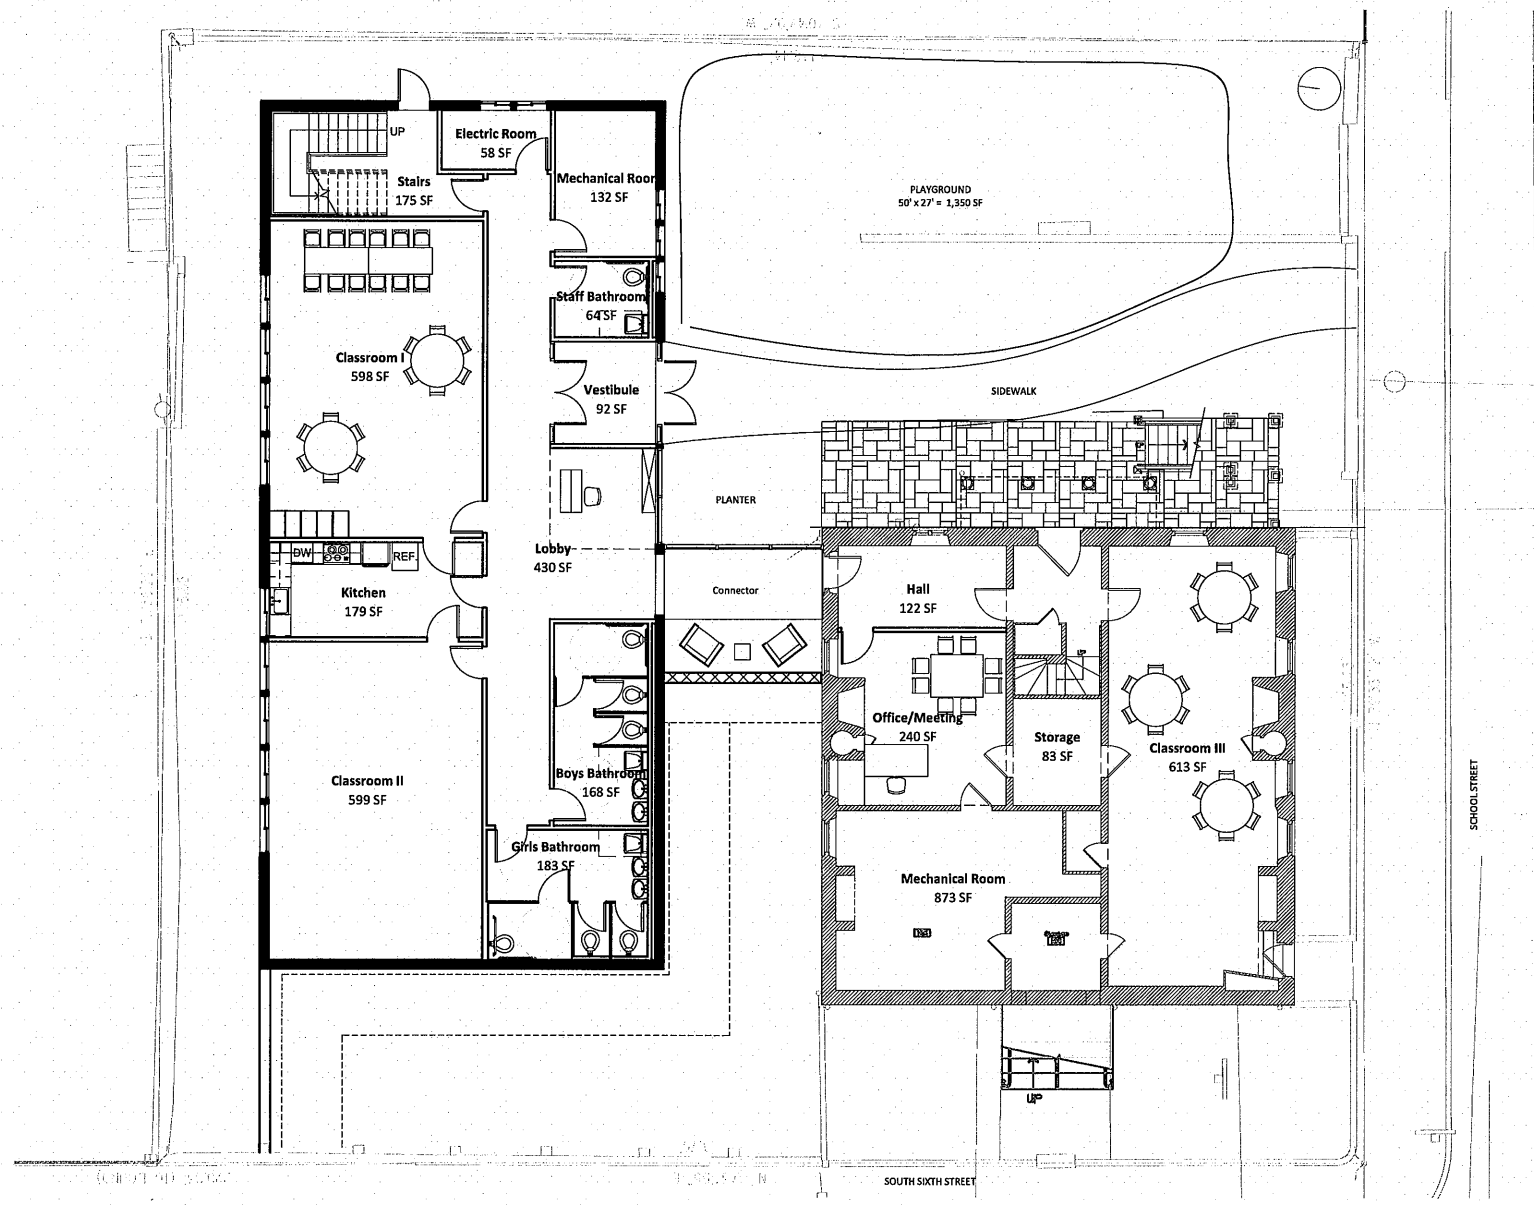 UP
Electric Room
58 SF
Mechanical Room
132 SF
Stairs
175 SF
PLAYGROUND
50' x 27' = 1,350 SF
Staff Bathroom
64 SF
Classroom I
598 SF
Vestibule
92 SF
SIDEWALK
PLANTER
DW
REF.
Lobby
430 SF
Kitchen
179 SF
Connector
Hall
122 SF
Office/Meeting
240 SF
Storage
83 SF
Classroom III
613 SF
Classroom II
599 SF
Boys Bathroom
168 SF
Girls Bathroom
183 SF
Mechanical Room
873 SF
SCHOOL STREET
SOUTH SIXTH STREET